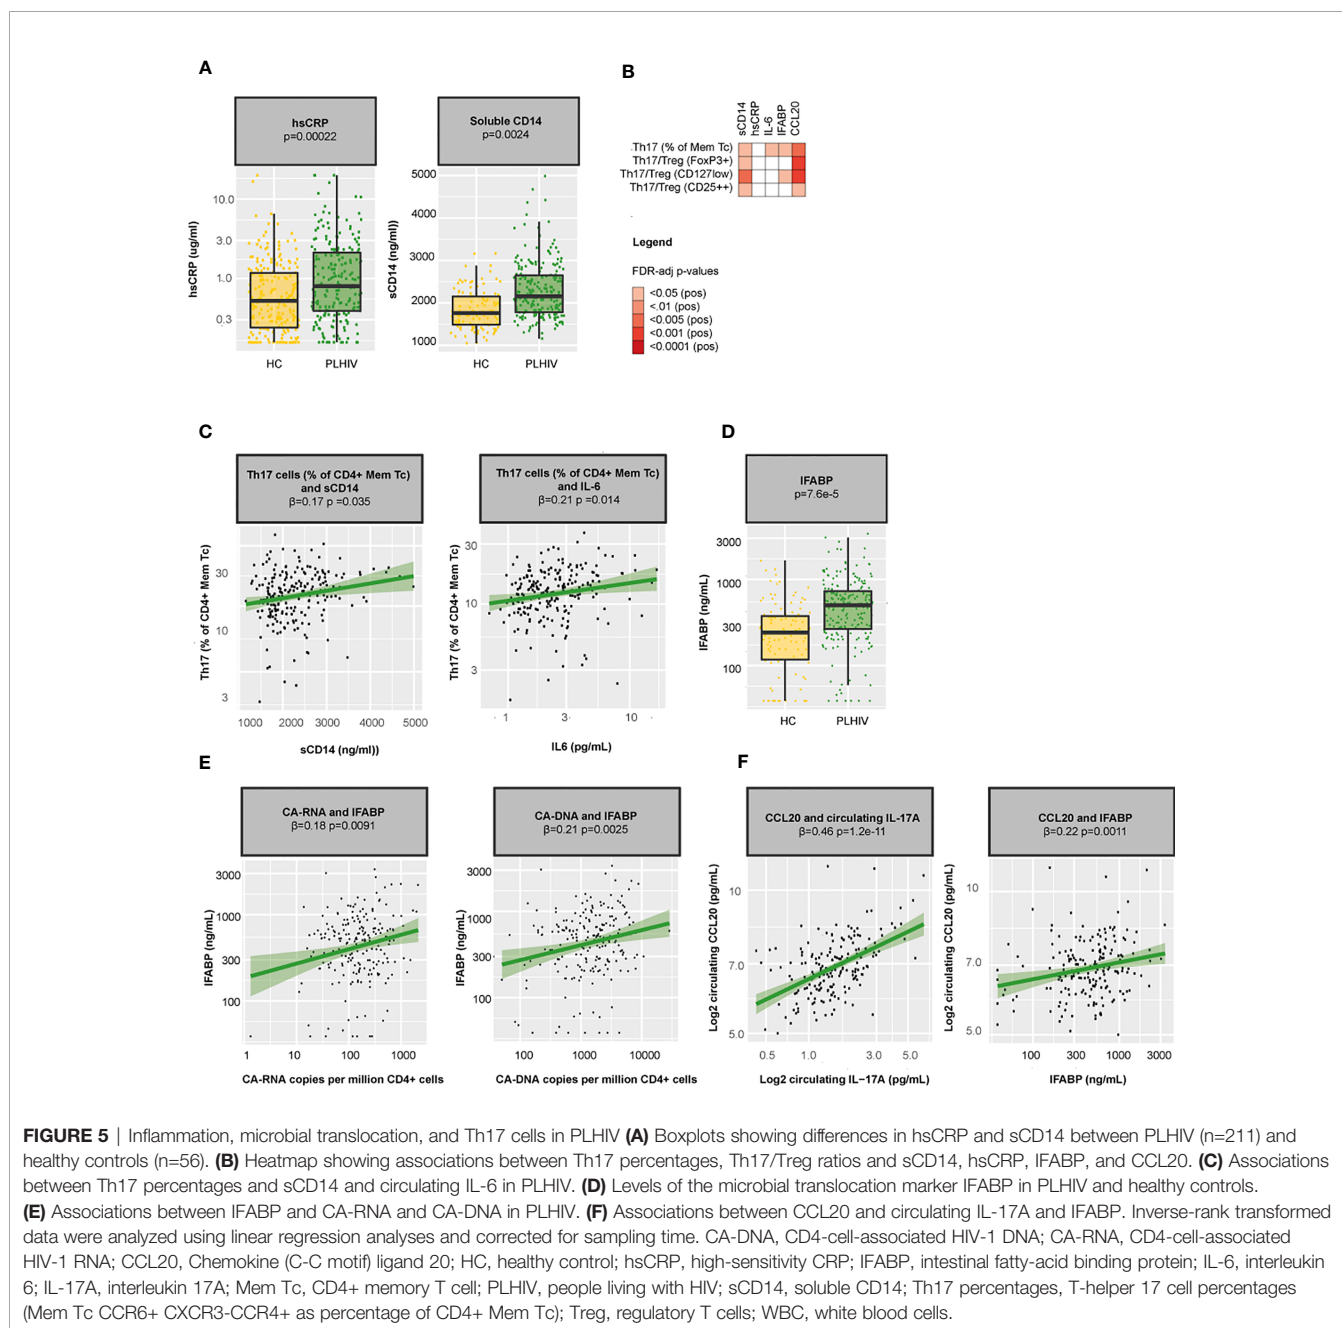 A
hsCRP
p=0.00022
hsCRP (ug/ml)
10.0
3.0
1.0
0.3
HC
PLHIV
Soluble CD14
p=0.0024
sCD14 (ng/ml))
5000
4000
3000
2000
1000
HC
PLHIV
B
sCD14
hsCRP
IL-6
IFABP
CCL20
Th17 (% of Mem Tc)
Th17/Treg (FoxP3+)
Th17/Treg (CD127low)
Th17/Treg (CD25++)
Legend
FDR-adj p-values
<0.05 (pos)
<.01 (pos)
<0.005 (pos)
<0.001 (pos)
<0.0001 (pos)
C
Th17 cells (% of CD4+ Mem Tc)
and sCD14
β=0.17 p =0.035
Th17 (% of CD4+ Mem Tc)
30
10
3
1000 2000 3000 4000 5000
sCD14 (ng/ml))
Th17 cells (% of CD4+ Mem Tc)
and IL-6
β=0.21 p =0.014
Th17 (% of CD4+ Mem Tc)
30
10
3
1 3 10
IL6 (pg/mL)
D
IFABP
p=7.6e-5
IFABP (ng/mL)
3000
1000
300
100
HC
PLHIV
E
CA-RNA and IFABP
β=0.18 p=0.0091
IFABP (ng/mL)
3000
1000
300
100
1 10 100 1000
CA-RNA copies per million CD4+ cells
CA-DNA and IFABP
β=0.21 p=0.0025
IFABP (ng/mL)
3000
1000
300
100
100 1000 10000
CA-DNA copies per million CD4+ cells
F
CCL20 and circulating IL-17A
β=0.46 p=1.2e-11
Log2 circulating CCL20 (pg/mL)
10
7.0
5.0
0.5 1.0 3.0 5.0
Log2 circulating IL−17A (pg/mL)
CCL20 and IFABP
β=0.22 p=0.0011
Log2 circulating CCL20 (pg/mL)
10
7.0
5.0
100 300 1000 3000
IFABP (ng/mL)
FIGURE 5 | Inflammation, microbial translocation, and Th17 cells in PLHIV (A) Boxplots showing differences in hsCRP and sCD14 between PLHIV (n=211) and
healthy controls (n=56). (B) Heatmap showing associations between Th17 percentages, Th17/Treg ratios and sCD14, hsCRP, IFABP, and CCL20. (C) Associations
between Th17 percentages and sCD14 and circulating IL-6 in PLHIV. (D) Levels of the microbial translocation marker IFABP in PLHIV and healthy controls.
(E) Associations between IFABP and CA-RNA and CA-DNA in PLHIV. (F) Associations between CCL20 and circulating IL-17A and IFABP. Inverse-rank transformed
data were analyzed using linear regression analyses and corrected for sampling time. CA-DNA, CD4-cell-associated HIV-1 DNA; CA-RNA, CD4-cell-associated
HIV-1 RNA; CCL20, Chemokine (C-C motif) ligand 20; HC, healthy control; hsCRP, high-sensitivity CRP; IFABP, intestinal fatty-acid binding protein; IL-6, interleukin
6; IL-17A, interleukin 17A; Mem Tc, CD4+ memory T cell; PLHIV, people living with HIV; sCD14, soluble CD14; Th17 percentages, T-helper 17 cell percentages
(Mem Tc CCR6+ CXCR3-CCR4+ as percentage of CD4+ Mem Tc); Treg, regulatory T cells; WBC, white blood cells.